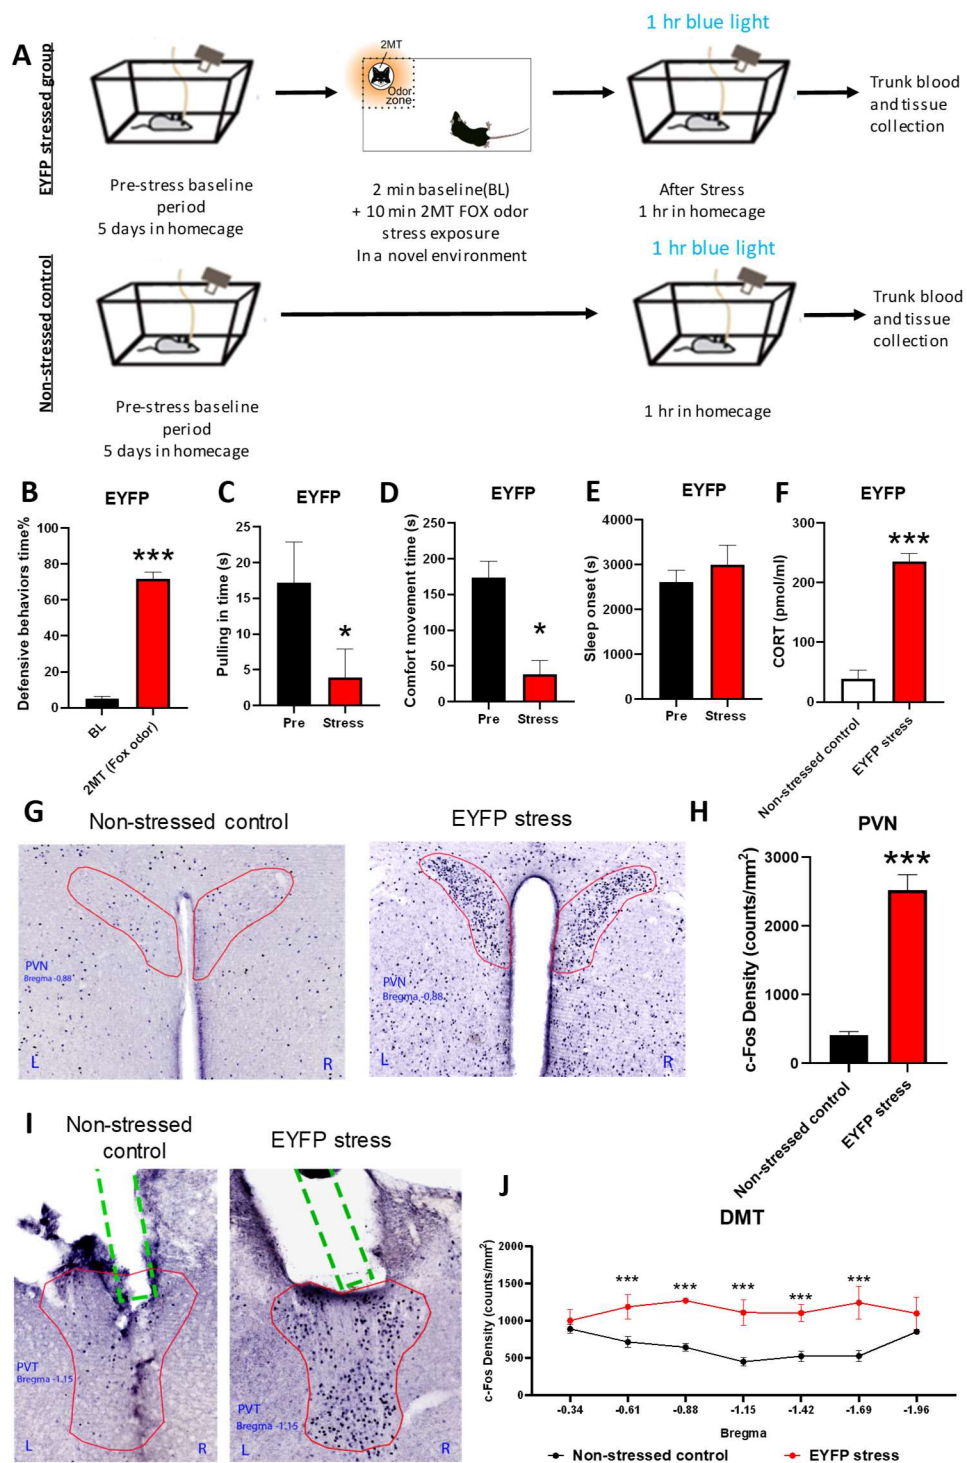 A
EYFP stressed group
1 hr blue light
2MT
Odor
zone
Trunk blood
and tissue
collection
Pre-stress baseline
period
5 days in homecage
2 min baseline(BL)
+ 10 min 2MT FOX odor
stress exposure
In a novel environment
After Stress
1 hr in homecage
Non-stressed control
1 hr blue light
Trunk blood
and tissue
collection
Pre-stress baseline
period
5 days in homecage
1 hr in homecage
B
EYFP
Defensive behaviors time%
100
80
60
40
20
0
***
BL
2MT (Fox odor)
C
EYFP
Pulling in time (s)
25
20
15
10
5
0
*
Pre
Stress
D
EYFP
Comfort movement time (s)
250
200
150
100
50
0
*
Pre
Stress
E
EYFP
Sleep onset (s)
4000
3000
2000
1000
0
Pre
Stress
F
EYFP
CORT (pmol/ml)
300
200
100
0
***
Non-stressed control
EYFP stress
G
Non-stressed control
PVN
Bregma -0.88
L
R
EYFP stress
PVN
Bregma -0.88
L
R
H
PVN
c-Fos Density (counts/mm²)
3000
2000
1000
0
***
Non-stressed control
EYFP stress
I
Non-stressed
control
PVT
Bregma -1.15
L
R
EYFP stress
PVT
Bregma -1.15
L
R
J
DMT
c-Fos Density (counts/mm²)
2000
1500
1000
500
0
*** *** *** *** ***
-0.34 -0.61 -0.88 -1.15 -1.42 -1.69 -1.96
Bregma
Non-stressed control
EYFP stress